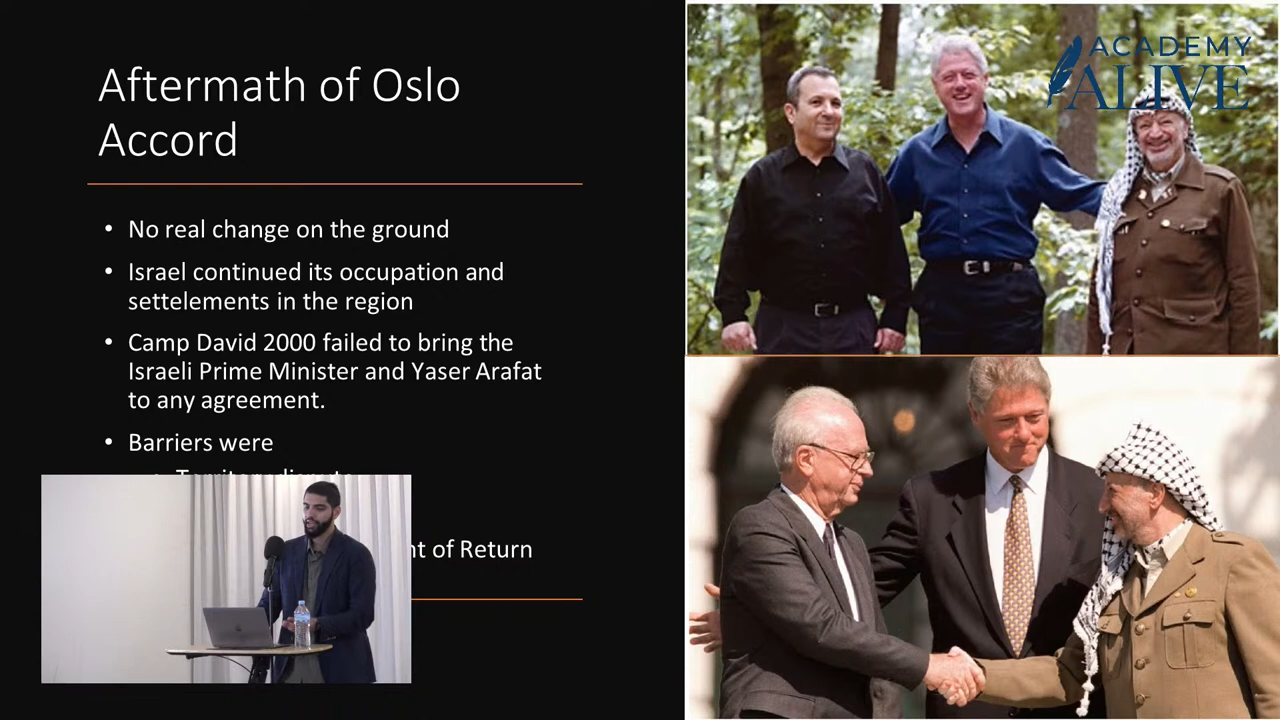 Aftermath of Oslo
Accord
• No real change on the ground
• Israel continued its occupation and
settelements in the region
• Camp David 2000 failed to bring the
Israeli Prime Minister and Yaser Arafat
to any agreement.
• Barriers were
of Return
ACADEMY
ALIVE